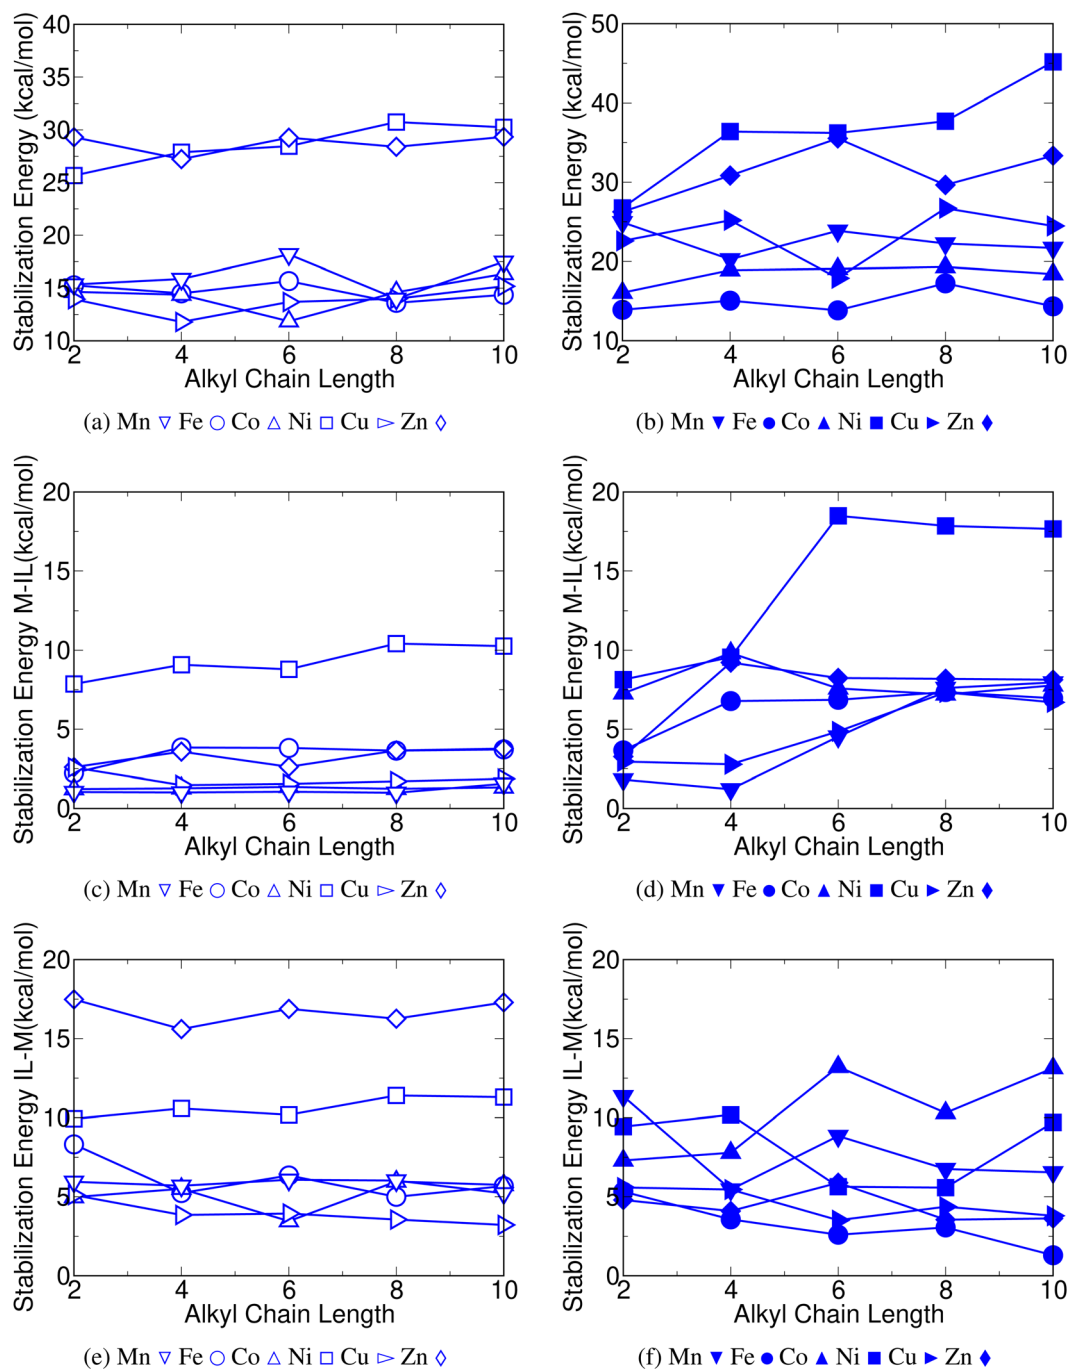 40
35
30
25
20
15
10
2 4 6 8 10
Stabilization Energy (kcal/mol)
Alkyl Chain Length
(a) Mn ▽ Fe ○ Co △ Ni □ Cu ▷ Zn ◇
50
40
30
20
10
2 4 6 8 10
Stabilization Energy (kcal/mol)
Alkyl Chain Length
(b) Mn ▼ Fe ● Co ▲ Ni ■ Cu ► Zn ◆
20
15
10
5
0
2 4 6 8 10
Stabilization Energy M-IL(kcal/mol)
Alkyl Chain Length
(c) Mn ▽ Fe ○ Co △ Ni □ Cu ▷ Zn ◇
20
15
10
5
0
2 4 6 8 10
Stabilization Energy M-IL(kcal/mol)
Alkyl Chain Length
(d) Mn ▼ Fe ● Co ▲ Ni ■ Cu ► Zn ◆
20
15
10
5
0
2 4 6 8 10
Stabilization Energy IL-M(kcal/mol)
Alkyl Chain Length
(e) Mn ▽ Fe ○ Co △ Ni □ Cu ▷ Zn ◇
20
15
10
5
0
2 4 6 8 10
Stabilization Energy IL-M(kcal/mol)
Alkyl Chain Length
(f) Mn ▼ Fe ● Co ▲ Ni ■ Cu ► Zn ◆